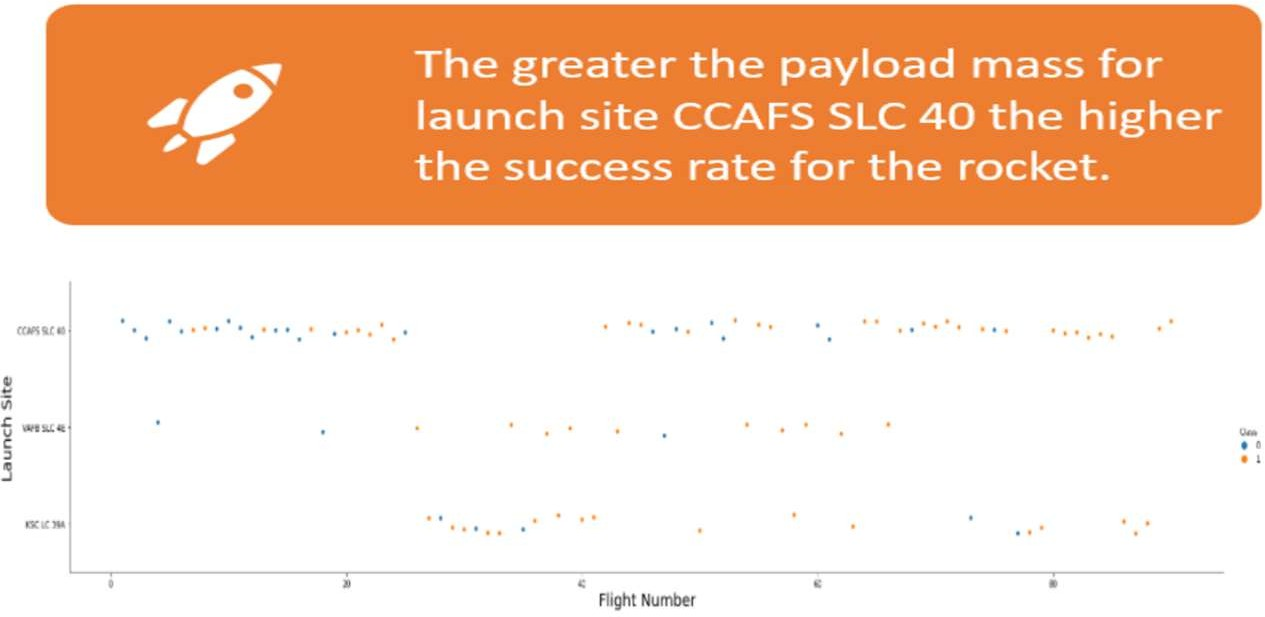 The greater the payload mass for
launch site CCAFS SLC 40 the higher
the success rate for the rocket.
CCAFS SLC 40
VAFB SLC 4E
KSC LC 39A
Launch Site
Class
0
1
0 20 40 60 80
Flight Number